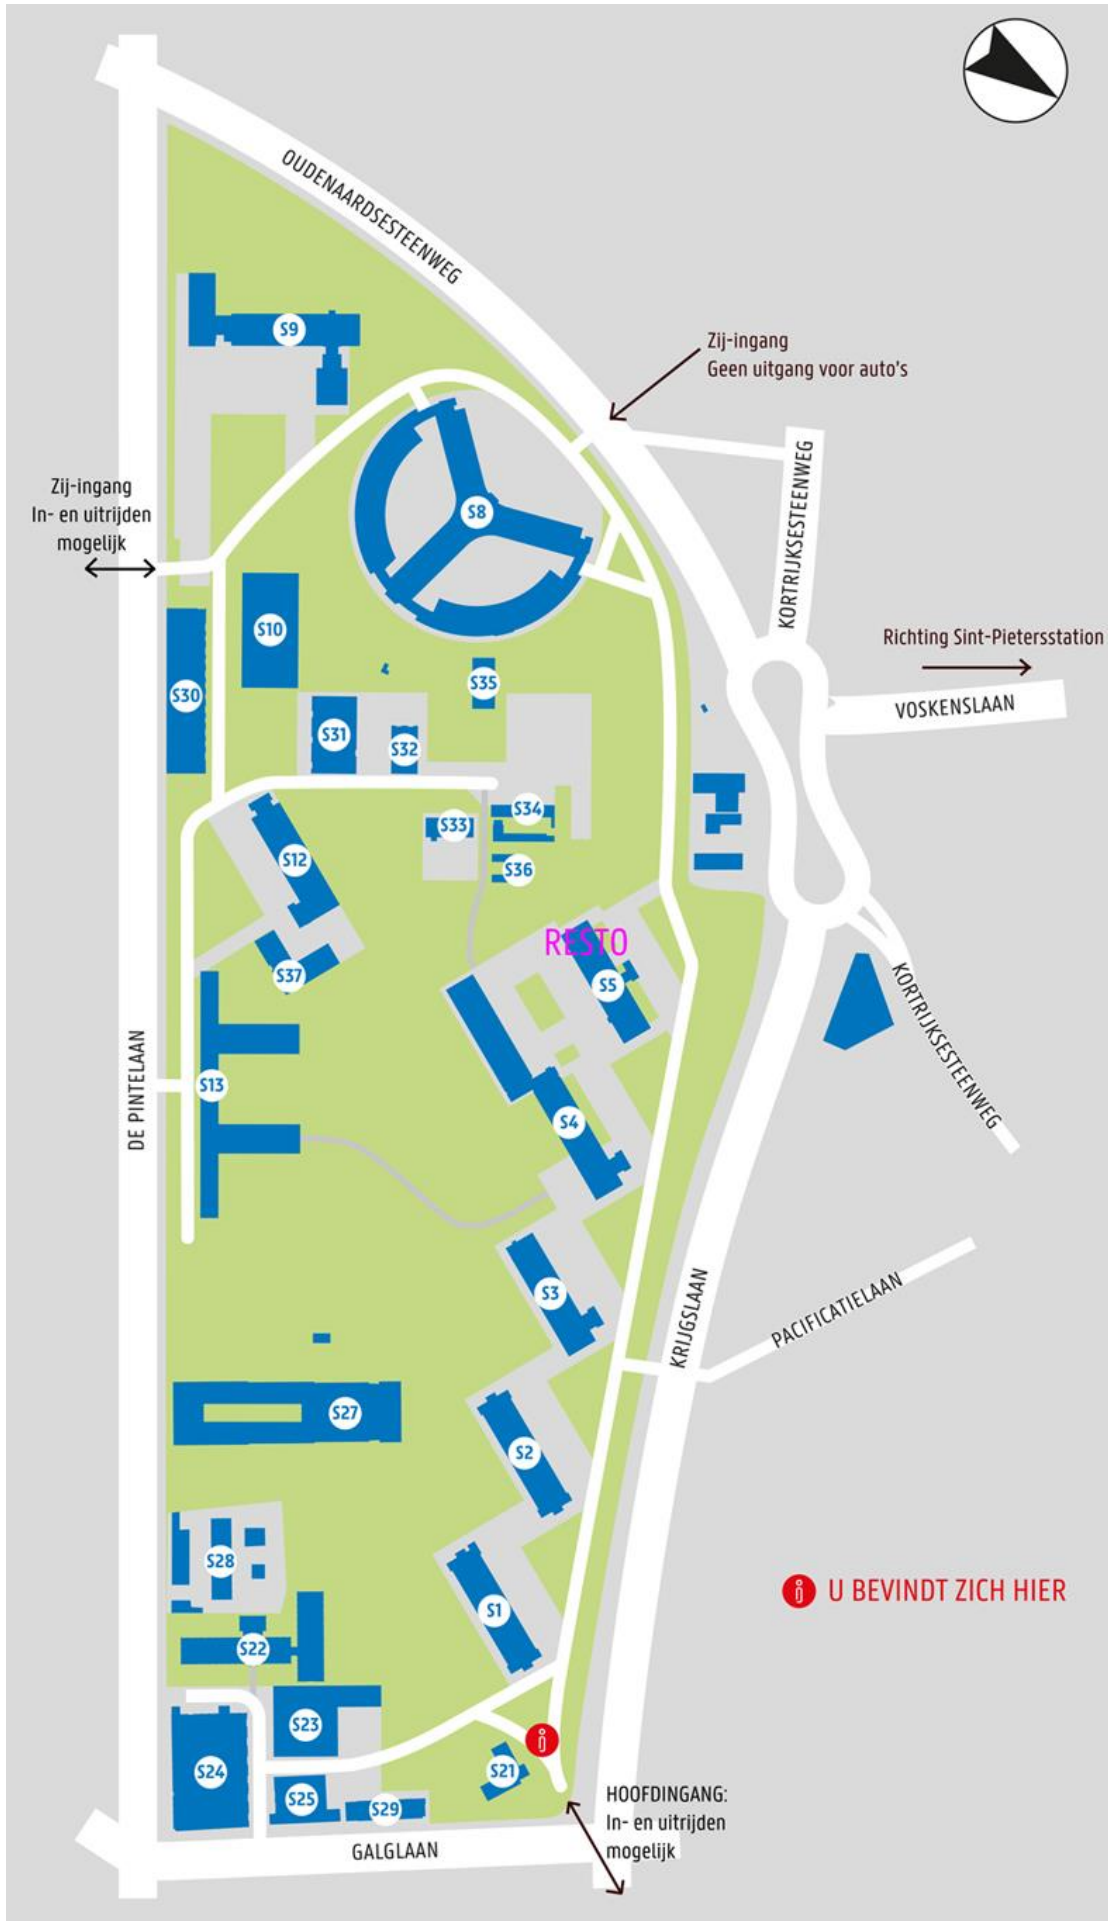 OUDENAARDSESTEENWEG
S9
Zij-ingang
Geen uitgang voor auto's
KORTRIJKSESTEENWEG
Zij-ingang
In- en uitrijden
mogelijk
S8
S10
Richting Sint-Pietersstation
S30
S35
VOSKENSLAAN
S31
S32
S33
S34
S12
S36
RESTO
S37
S5
KORTRIJKSESTEENWEG
DE PINTELAAN
S13
S4
S3
KRIJGSLAAN
PACIFICATIELAAN
S27
S2
S28
U BEVINDT ZICH HIER
S1
S22
S23
S24
S21
S25
S29
HOOFDINGANG:
In- en uitrijden
mogelijk
GALGLAAN